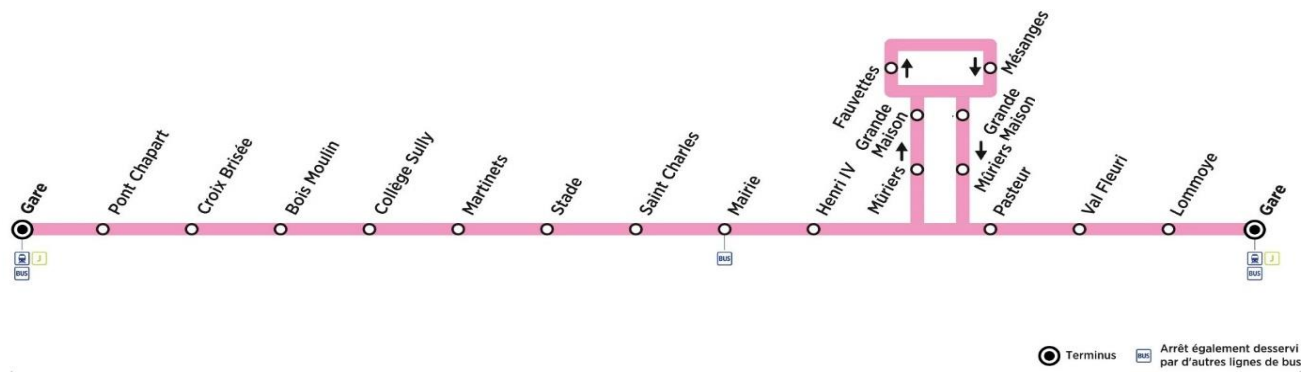 Gare
Pont Chapart
Croix Brisée
Bois Moulin
Collège Sully
Martinets
Stade
Saint Charles
Mairie
Henri IV
Mûriers
Grande
Maison
Fauvettes
Mésanges
Grande
Maison
Mûriers
Pasteur
Val Fleuri
Lommoye
Gare
J
BUS
BUS
J
BUS
Terminus
BUS
Arrêt également desservi
par d'autres lignes de bus